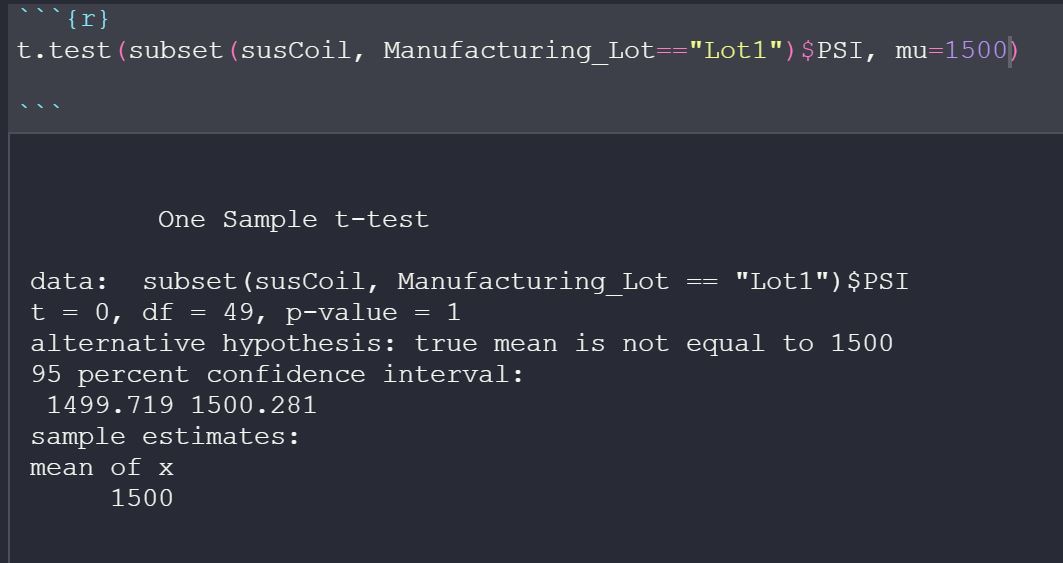 ```{r}
t.test(subset(susCoil, Manufacturing_Lot=="Lot1")$PSI, mu=1500)
```
One Sample t-test
data:  subset(susCoil, Manufacturing_Lot == "Lot1")$PSI
t = 0, df = 49, p-value = 1
alternative hypothesis: true mean is not equal to 1500
95 percent confidence interval:
1499.719 1500.281
sample estimates:
mean of x
1500